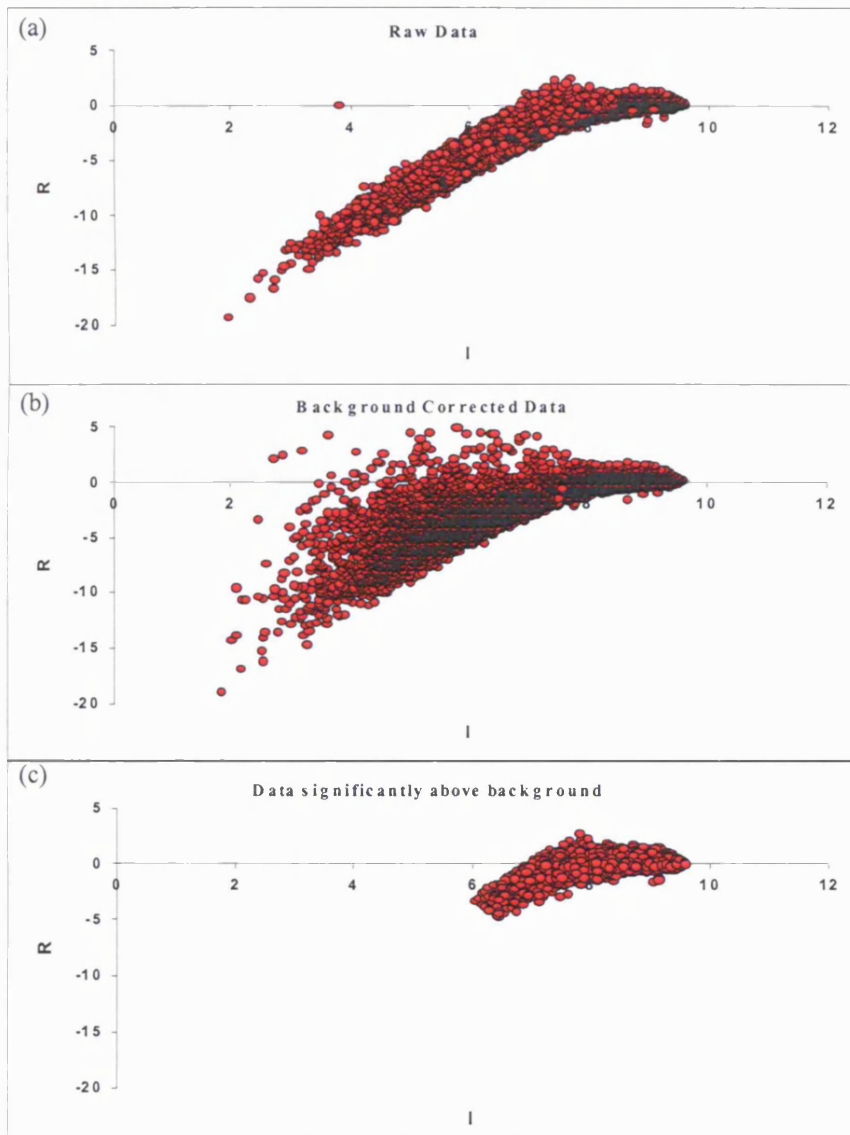 (a)
Raw Data
5
0
0 2 4 6 8 10 12
-5
R
-10
-15
-20
I
(b)
Background Corrected Data
5
0
0 2 4 6 8 10 12
-5
R
-10
-15
-20
I
(c)
Data significantly above background
5
0
0 2 4 6 8 10 12
-5
R
-10
-15
-20
I